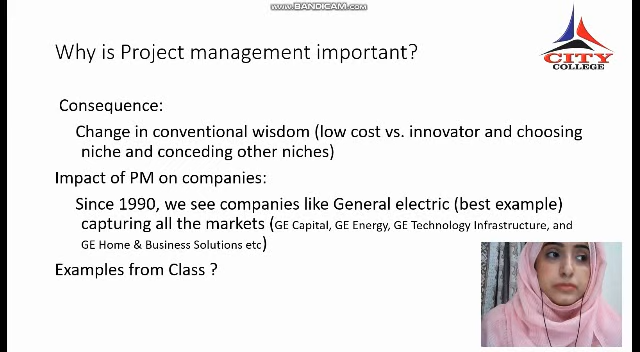 www.BANDICAM.com
Why is Project management important?
CITY
COLLEGE
Consequence:
Change in conventional wisdom (low cost vs. innovator and choosing
niche and conceding other niches)
Impact of PM on companies:
Since 1990, we see companies like General electric (best example)
capturing all the markets (GE Capital, GE Energy, GE Technology Infrastructure, and
GE Home & Business Solutions etc)
Examples from Class ?